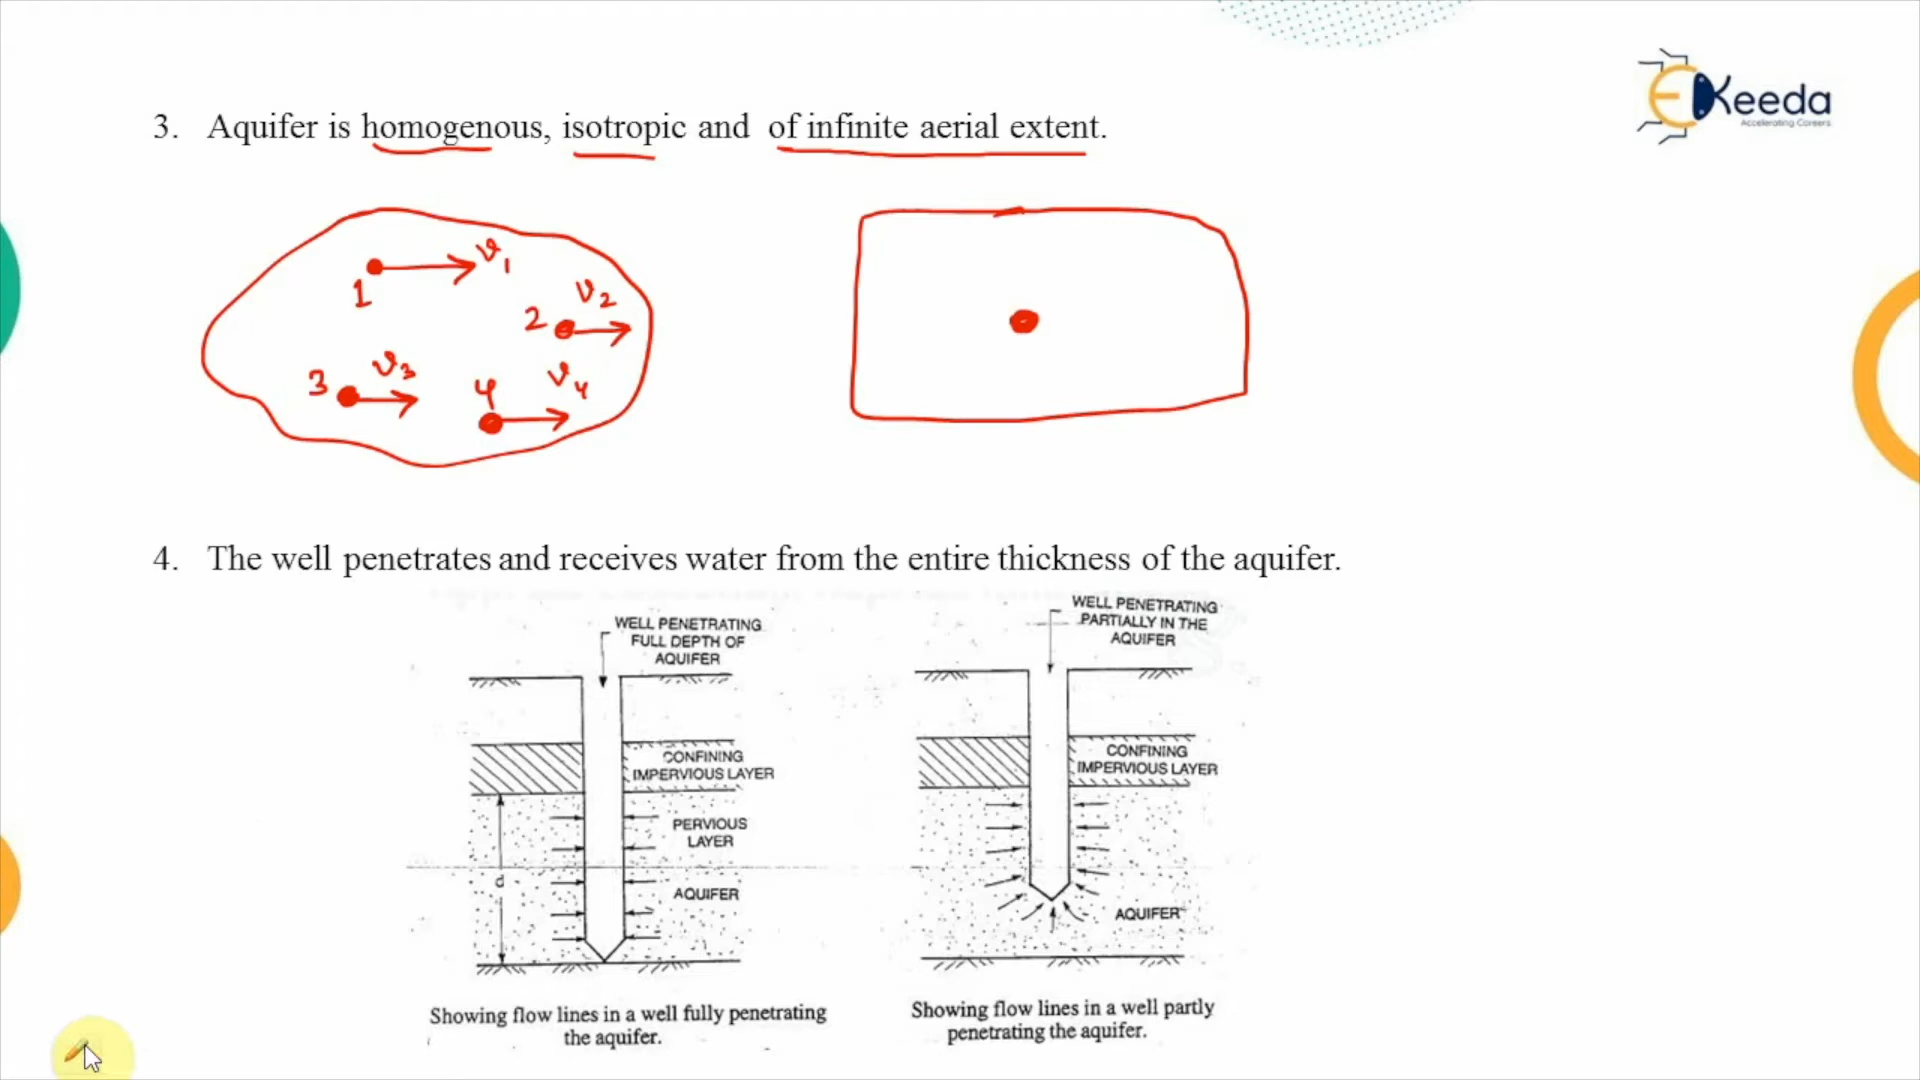 EKeeda
Accelerating Careers
3. Aquifer is homogenous, isotropic and of infinite aerial extent.
1 v1
2 v2
3 v3
4 v4
4. The well penetrates and receives water from the entire thickness of the aquifer.
WELL PENETRATING
FULL DEPTH OF
AQUIFER
CONFINING
IMPERVIOUS LAYER
PERVIOUS
LAYER
d
AQUIFER
Showing flow lines in a well fully penetrating
the aquifer.
WELL PENETRATING
PARTIALLY IN THE
AQUIFER
CONFINING
IMPERVIOUS LAYER
AQUIFER
Showing flow lines in a well partly
penetrating the aquifer.